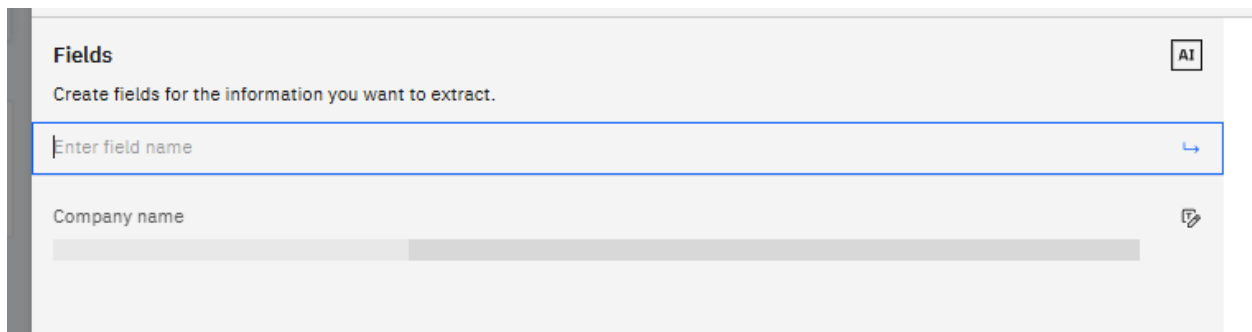 Fields
AI
Create fields for the information you want to extract.
Enter field name
Company name